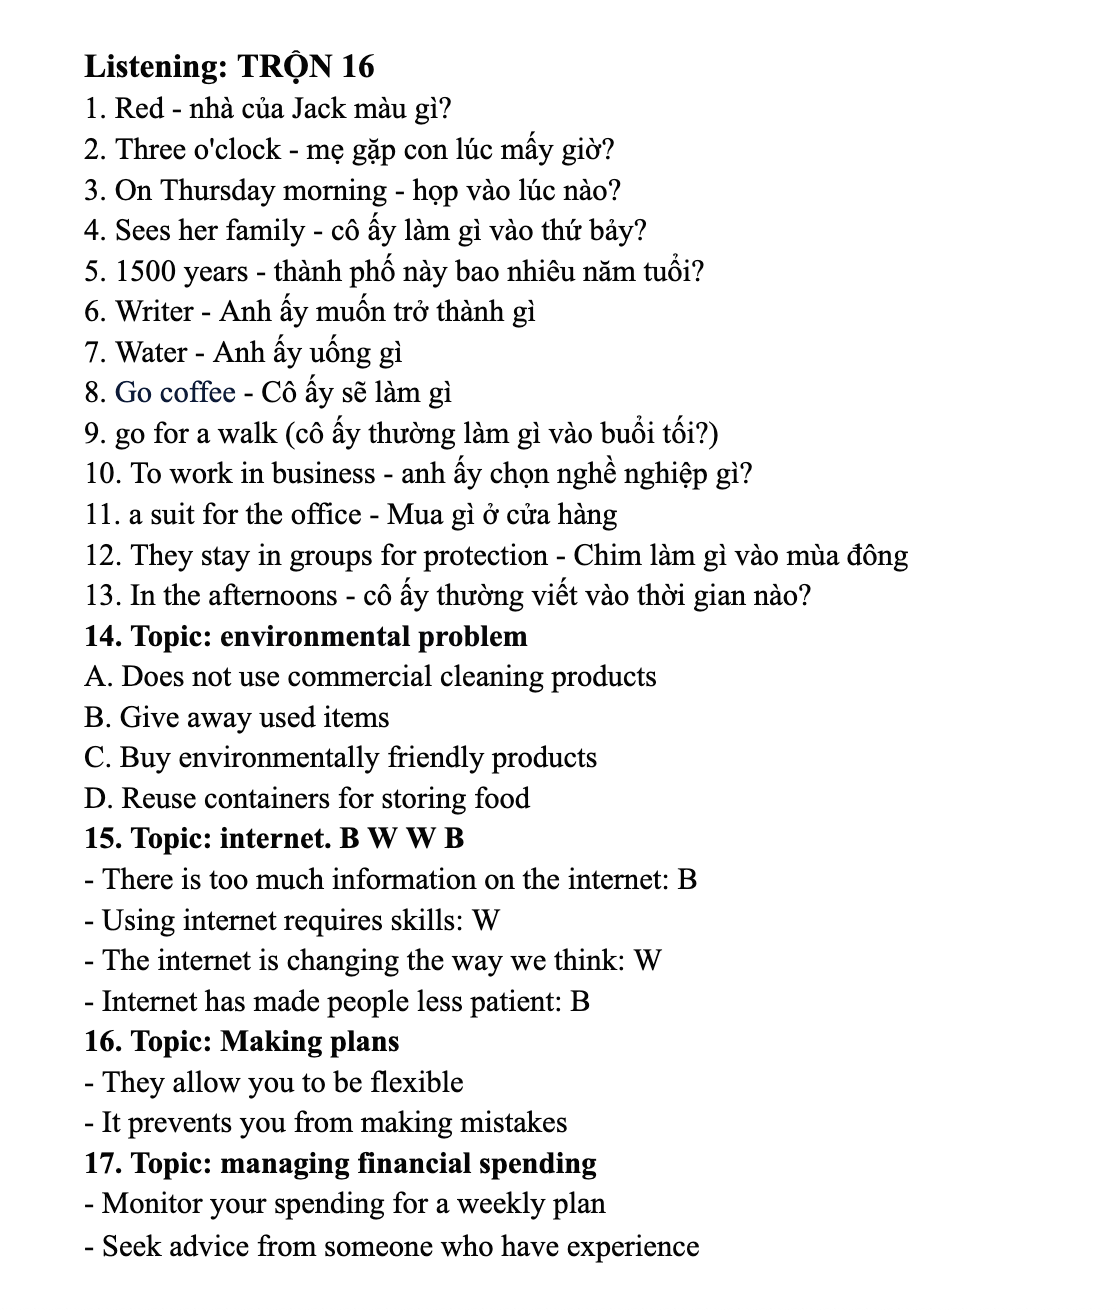 Listening: TRỘN 16
1. Red - nhà của Jack màu gì?
2. Three o'clock - mẹ gặp con lúc mấy giờ?
3. On Thursday morning - họp vào lúc nào?
4. Sees her family - cô ấy làm gì vào thứ bảy?
5. 1500 years - thành phố này bao nhiêu năm tuổi?
6. Writer - Anh ấy muốn trở thành gì
7. Water - Anh ấy uống gì
8. Go coffee - Cô ấy sẽ làm gì
9. go for a walk (cô ấy thường làm gì vào buổi tối?)
10. To work in business - anh ấy chọn nghề nghiệp gì?
11. a suit for the office - Mua gì ở cửa hàng
12. They stay in groups for protection - Chim làm gì vào mùa đông
13. In the afternoons - cô ấy thường viết vào thời gian nào?
14. Topic: environmental problem
A. Does not use commercial cleaning products
B. Give away used items
C. Buy environmentally friendly products
D. Reuse containers for storing food
15. Topic: internet. B W W B
- There is too much information on the internet: B
- Using internet requires skills: W
- The internet is changing the way we think: W
- Internet has made people less patient: B
16. Topic: Making plans
- They allow you to be flexible
- It prevents you from making mistakes
17. Topic: managing financial spending
- Monitor your spending for a weekly plan
- Seek advice from someone who have experience